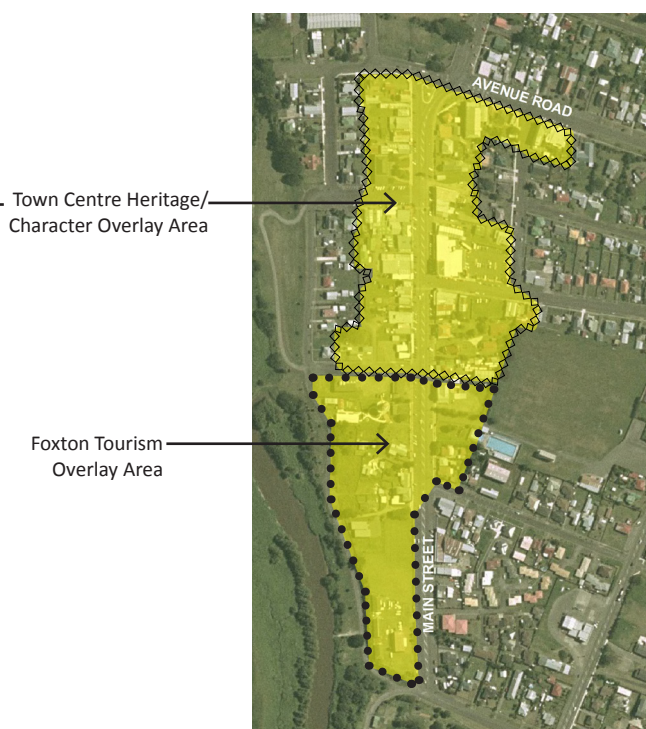 AVENUE ROAD
Town Centre Heritage/
Character Overlay Area
Foxton Tourism
Overlay Area
MAIN STREET